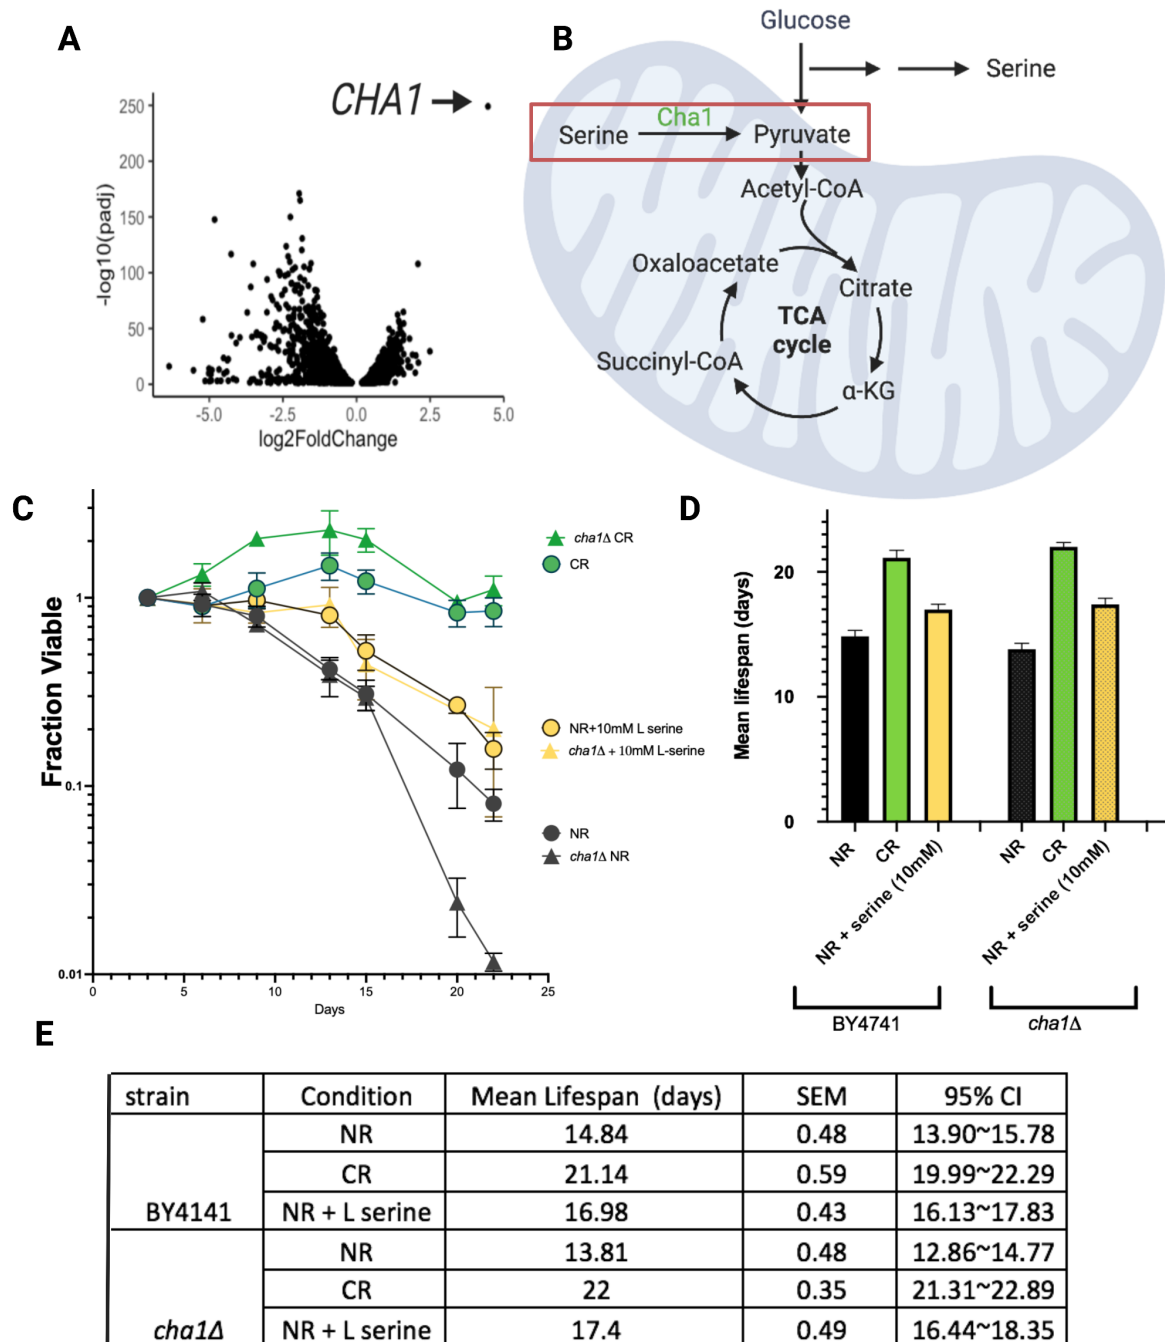 A
CHA1
-log10(padj)
250
200
150
100
50
0
-5.0 -2.5 0.0 2.5 5.0
log2FoldChange
B
Glucose
Serine
Cha1
Serine Pyruvate
Acetyl-CoA
Oxaloacetate
Citrate
TCA
cycle
Succinyl-CoA
α-KG
C
Fraction Viable
1
0.1
0.01
0 5 10 15 20 25
Days
cha1Δ CR
CR
NR+10mM L serine
cha1Δ + 10mM L-serine
NR
cha1Δ NR
D
Mean lifespan (days)
20
10
0
NR
CR
NR + serine (10mM)
NR
CR
NR + serine (10mM)
BY4741
cha1Δ
E
strain Condition Mean Lifespan (days) SEM 95% CI
NR 14.84 0.48 13.90~15.78
CR 21.14 0.59 19.99~22.29
BY4141 NR + L serine 16.98 0.43 16.13~17.83
NR 13.81 0.48 12.86~14.77
CR 22 0.35 21.31~22.89
cha1Δ NR + L serine 17.4 0.49 16.44~18.35